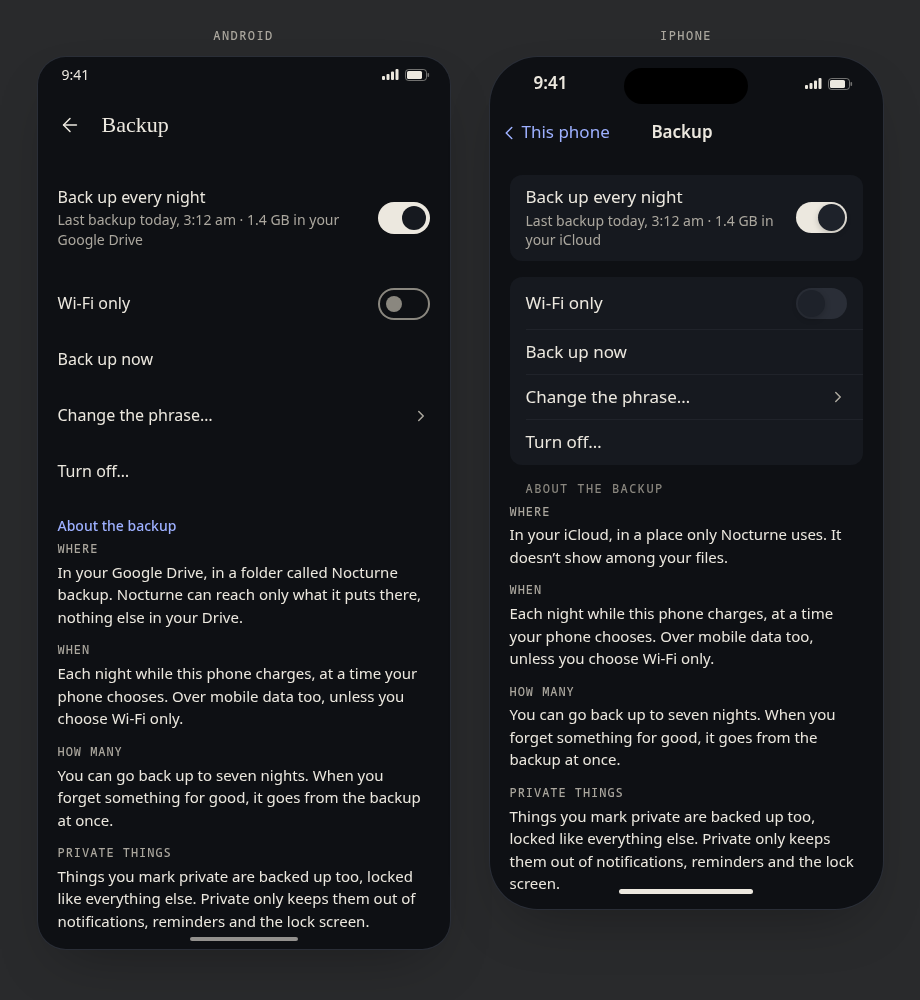 ANDROID
9:41
Backup
Back up every night
Last backup today, 3:12 am · 1.4 GB in your
Google Drive
Wi-Fi only
Back up now
Change the phrase…
Turn off…
About the backup
WHERE
In your Google Drive, in a folder called Nocturne
backup. Nocturne can reach only what it puts there,
nothing else in your Drive.
WHEN
Each night while this phone charges, at a time your
phone chooses. Over mobile data too, unless you
choose Wi-Fi only.
HOW MANY
You can go back up to seven nights. When you
forget something for good, it goes from the backup
at once.
PRIVATE THINGS
Things you mark private are backed up too, locked
like everything else. Private only keeps them out of
notifications, reminders and the lock screen.
IPHONE
9:41
This phone
Backup
Back up every night
Last backup today, 3:12 am · 1.4 GB in
your iCloud
Wi-Fi only
Back up now
Change the phrase…
Turn off…
ABOUT THE BACKUP
WHERE
In your iCloud, in a place only Nocturne uses. It
doesn’t show among your files.
WHEN
Each night while this phone charges, at a time
your phone chooses. Over mobile data too,
unless you choose Wi-Fi only.
HOW MANY
You can go back up to seven nights. When you
forget something for good, it goes from the
backup at once.
PRIVATE THINGS
Things you mark private are backed up too,
locked like everything else. Private only keeps
them out of notifications, reminders and the lock
screen.